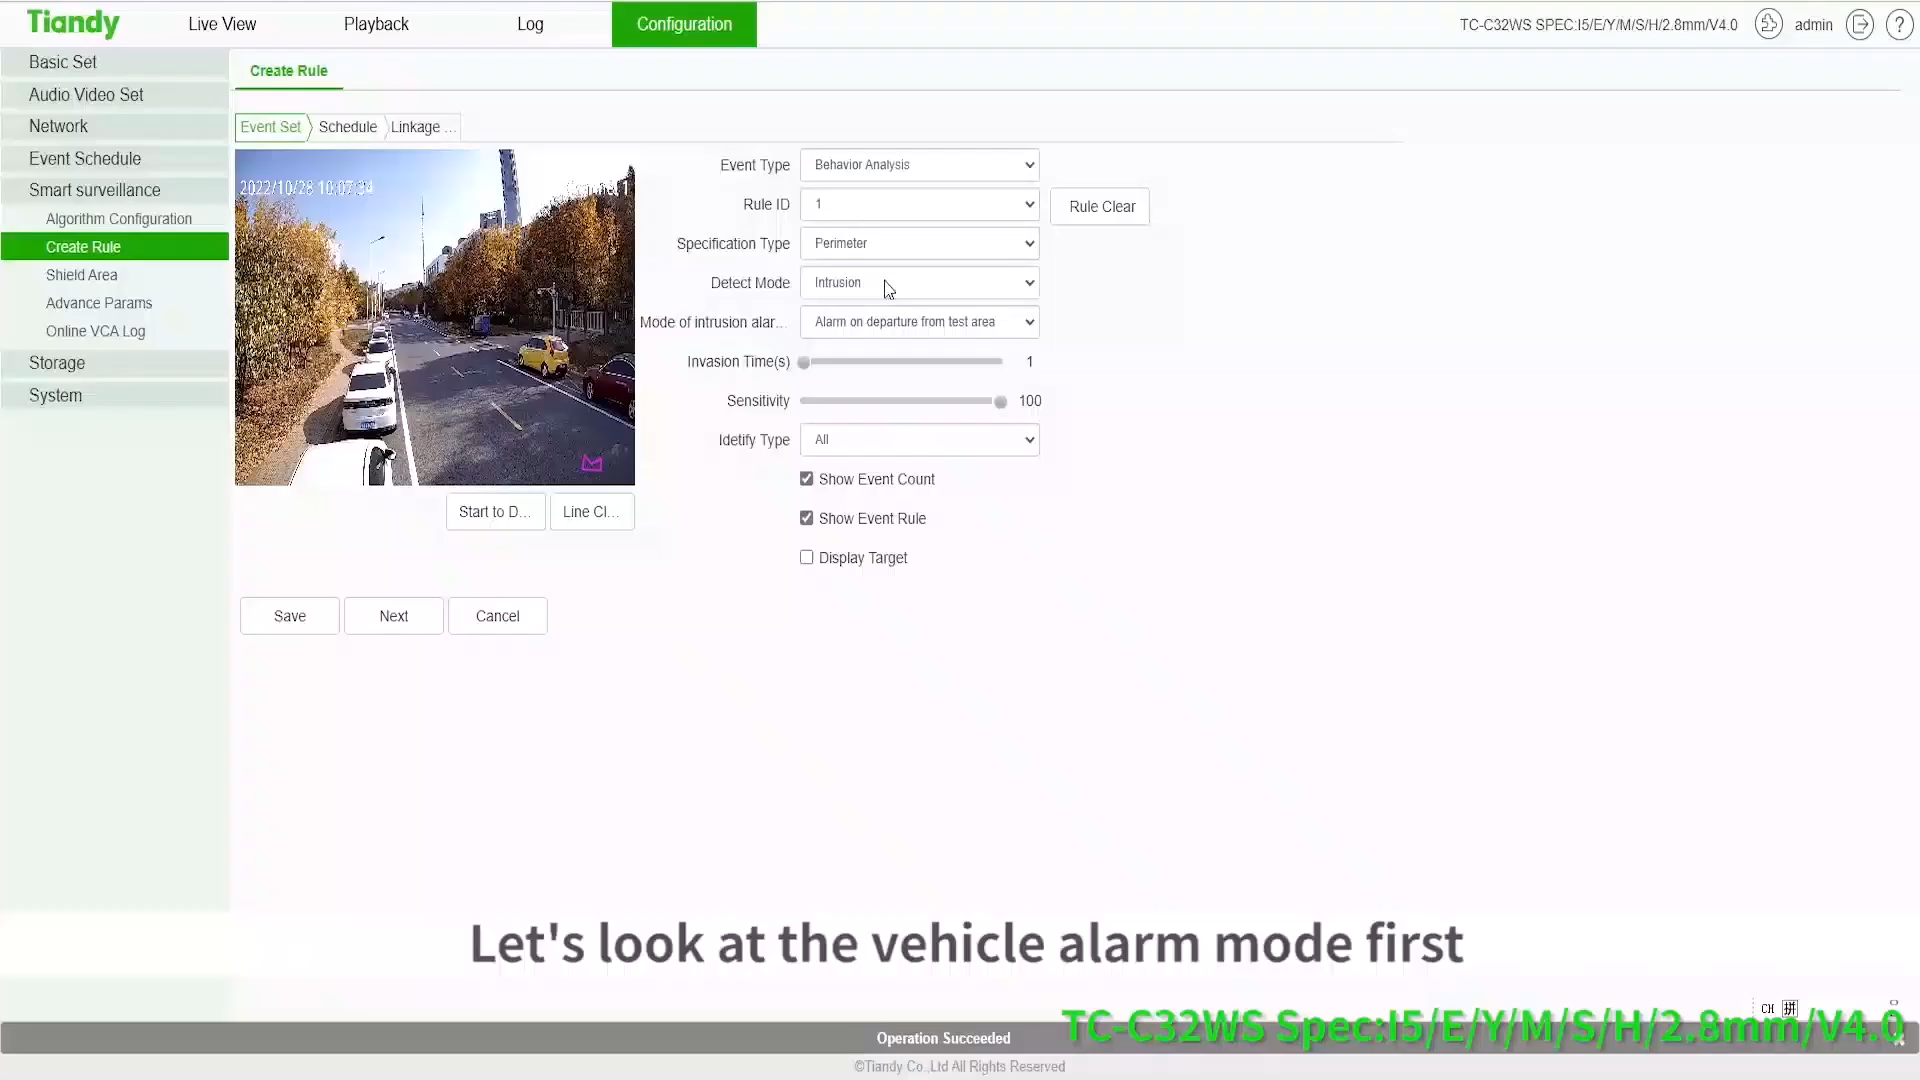 Tiandy
Live View
Playback
Log
Configuration
TC-C32WS SPEC:I5/E/Y/M/S/H/2.8mm/V4.0
admin
?
Basic Set
Audio Video Set
Network
Event Schedule
Smart surveillance
Algorithm Configuration
Create Rule
Shield Area
Advance Params
Online VCA Log
Storage
System
Create Rule
Event Set
Schedule
Linkage ...
2022/10/28 10:07:34
Event Type
Behavior Analysis
Rule ID
1
Rule Clear
Specification Type
Perimeter
Detect Mode
Intrusion
Mode of intrusion alar...
Alarm on departure from test area
Invasion Time(s)
1
Sensitivity
100
Idetify Type
All
Show Event Count
Show Event Rule
Display Target
Start to D...
Line Cl...
Save
Next
Cancel
Let's look at the vehicle alarm mode first
CH 拼
TC-C32WS Spec:I5/E/Y/M/S/H/2.8mm/V4.0
Operation Succeeded
©Tiandy Co.,Ltd All Rights Reserved